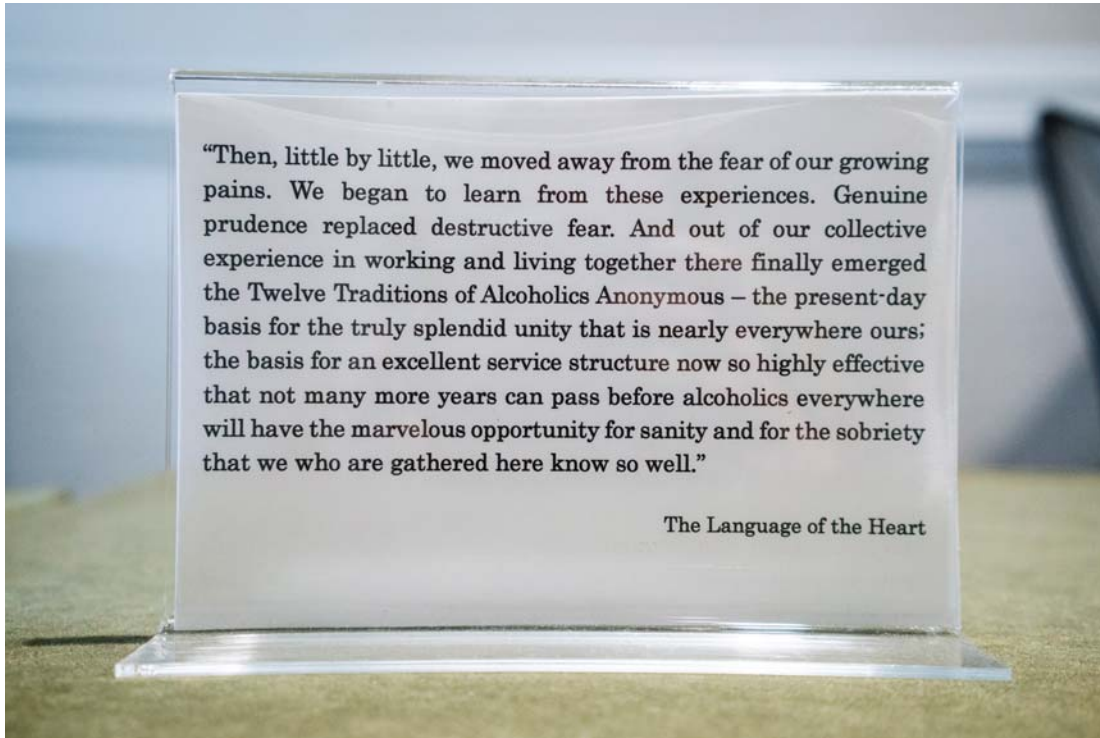 “Then, little by little, we moved away from the fear of our growing
pains. We began to learn from these experiences. Genuine
prudence replaced destructive fear. And out of our collective
experience in working and living together there finally emerged
the Twelve Traditions of Alcoholics Anonymous – the present-day
basis for the truly splendid unity that is nearly everywhere ours;
the basis for an excellent service structure now so highly effective
that not many more years can pass before alcoholics everywhere
will have the marvelous opportunity for sanity and for the sobriety
that we who are gathered here know so well.”
The Language of the Heart